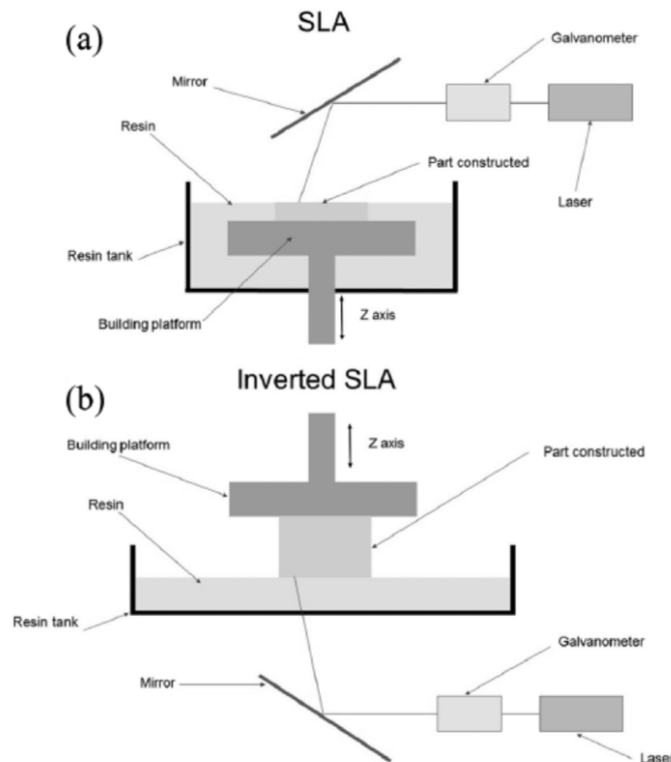 (a)
SLA
Galvanometer
Mirror
Resin
Part constructed
Laser
Resin tank
Building platform
Z axis
(b)
Inverted SLA
Building platform
Z axis
Part constructed
Resin
Resin tank
Galvanometer
Mirror
Laser